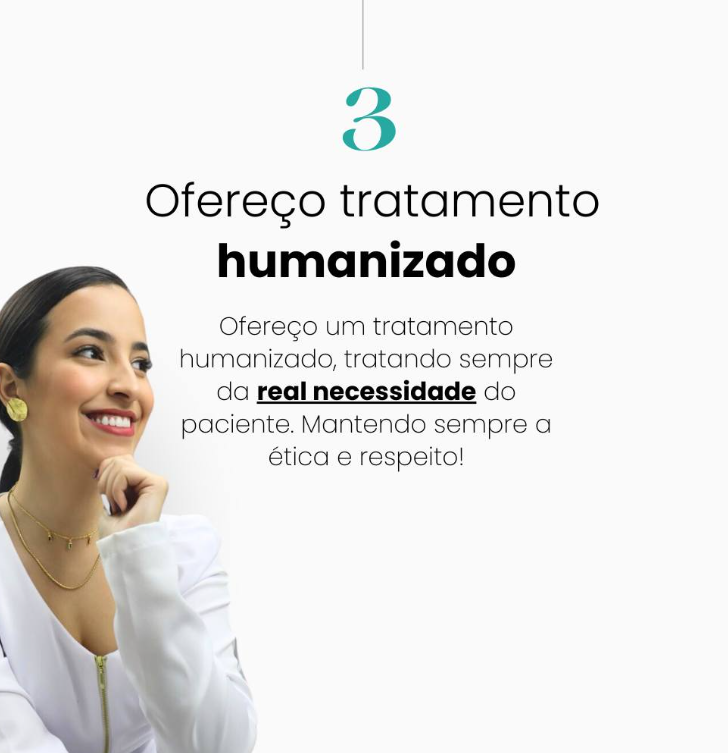 3
Ofereço tratamento
humanizado
Ofereço um tratamento
humanizado, tratando sempre
da real necessidade do
paciente. Mantendo sempre a
ética e respeito!